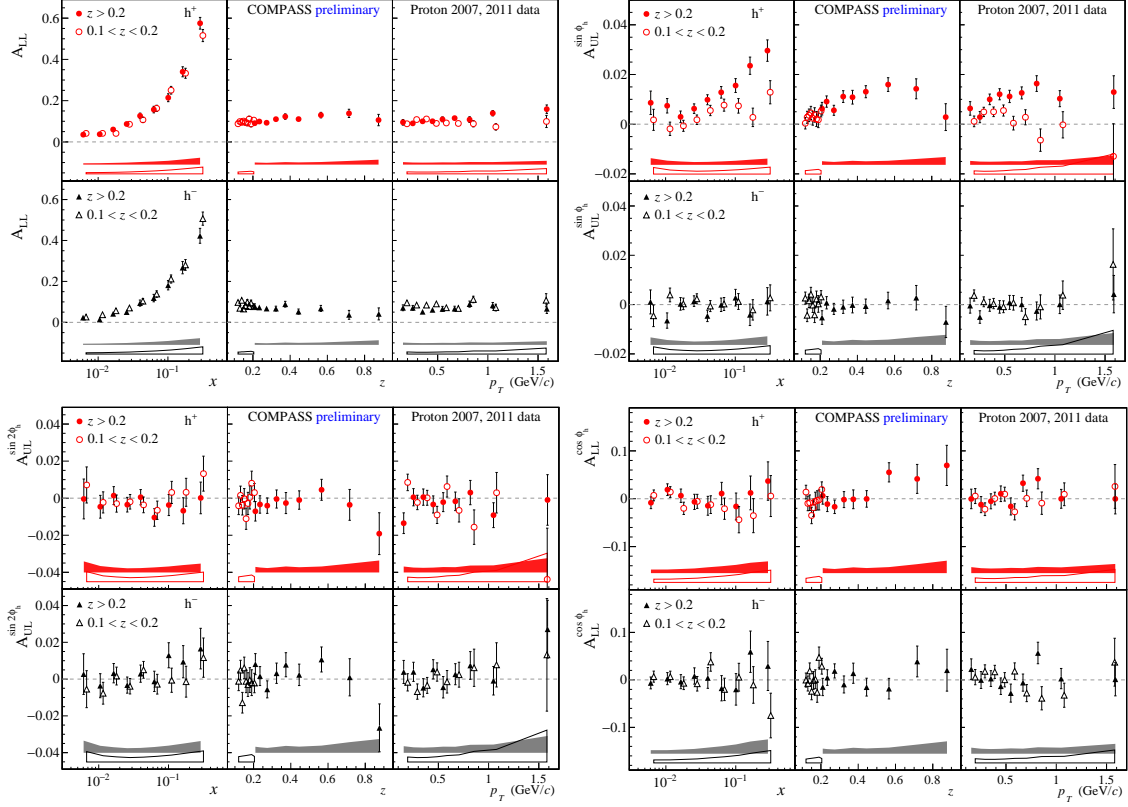 COMPASS preliminary
Proton 2007, 2011 data
A_LL
z > 0.2
h⁺
0.1 < z < 0.2
0.6
0.4
0.2
0
A_LL
z > 0.2
h⁻
0.1 < z < 0.2
0.6
0.4
0.2
0
10⁻² 10⁻¹
0.2 0.4 0.6 0.8
0.5 1 1.5
x
z
p_T (GeV/c)
COMPASS preliminary
Proton 2007, 2011 data
A_UL^{sin ϕ_h}
z > 0.2
h⁺
0.1 < z < 0.2
0.04
0.02
0
−0.02
A_UL^{sin ϕ_h}
z > 0.2
h⁻
0.1 < z < 0.2
0.04
0.02
0
−0.02
10⁻² 10⁻¹
0.2 0.4 0.6 0.8
0.5 1 1.5
x
z
p_T (GeV/c)
COMPASS preliminary
Proton 2007, 2011 data
A_UL^{sin 2ϕ_h}
z > 0.2
h⁺
0.1 < z < 0.2
0.04
0.02
0
−0.02
−0.04
A_UL^{sin 2ϕ_h}
z > 0.2
h⁻
0.1 < z < 0.2
0.04
0.02
0
−0.02
−0.04
10⁻² 10⁻¹
0.2 0.4 0.6 0.8
0.5 1 1.5
x
z
p_T (GeV/c)
COMPASS preliminary
Proton 2007, 2011 data
A_LL^{cos ϕ_h}
z > 0.2
h⁺
0.1 < z < 0.2
0.1
0
−0.1
A_LL^{cos ϕ_h}
z > 0.2
h⁻
0.1 < z < 0.2
0.1
0
−0.1
10⁻² 10⁻¹
0.2 0.4 0.6 0.8
0.5 1 1.5
x
z
p_T (GeV/c)